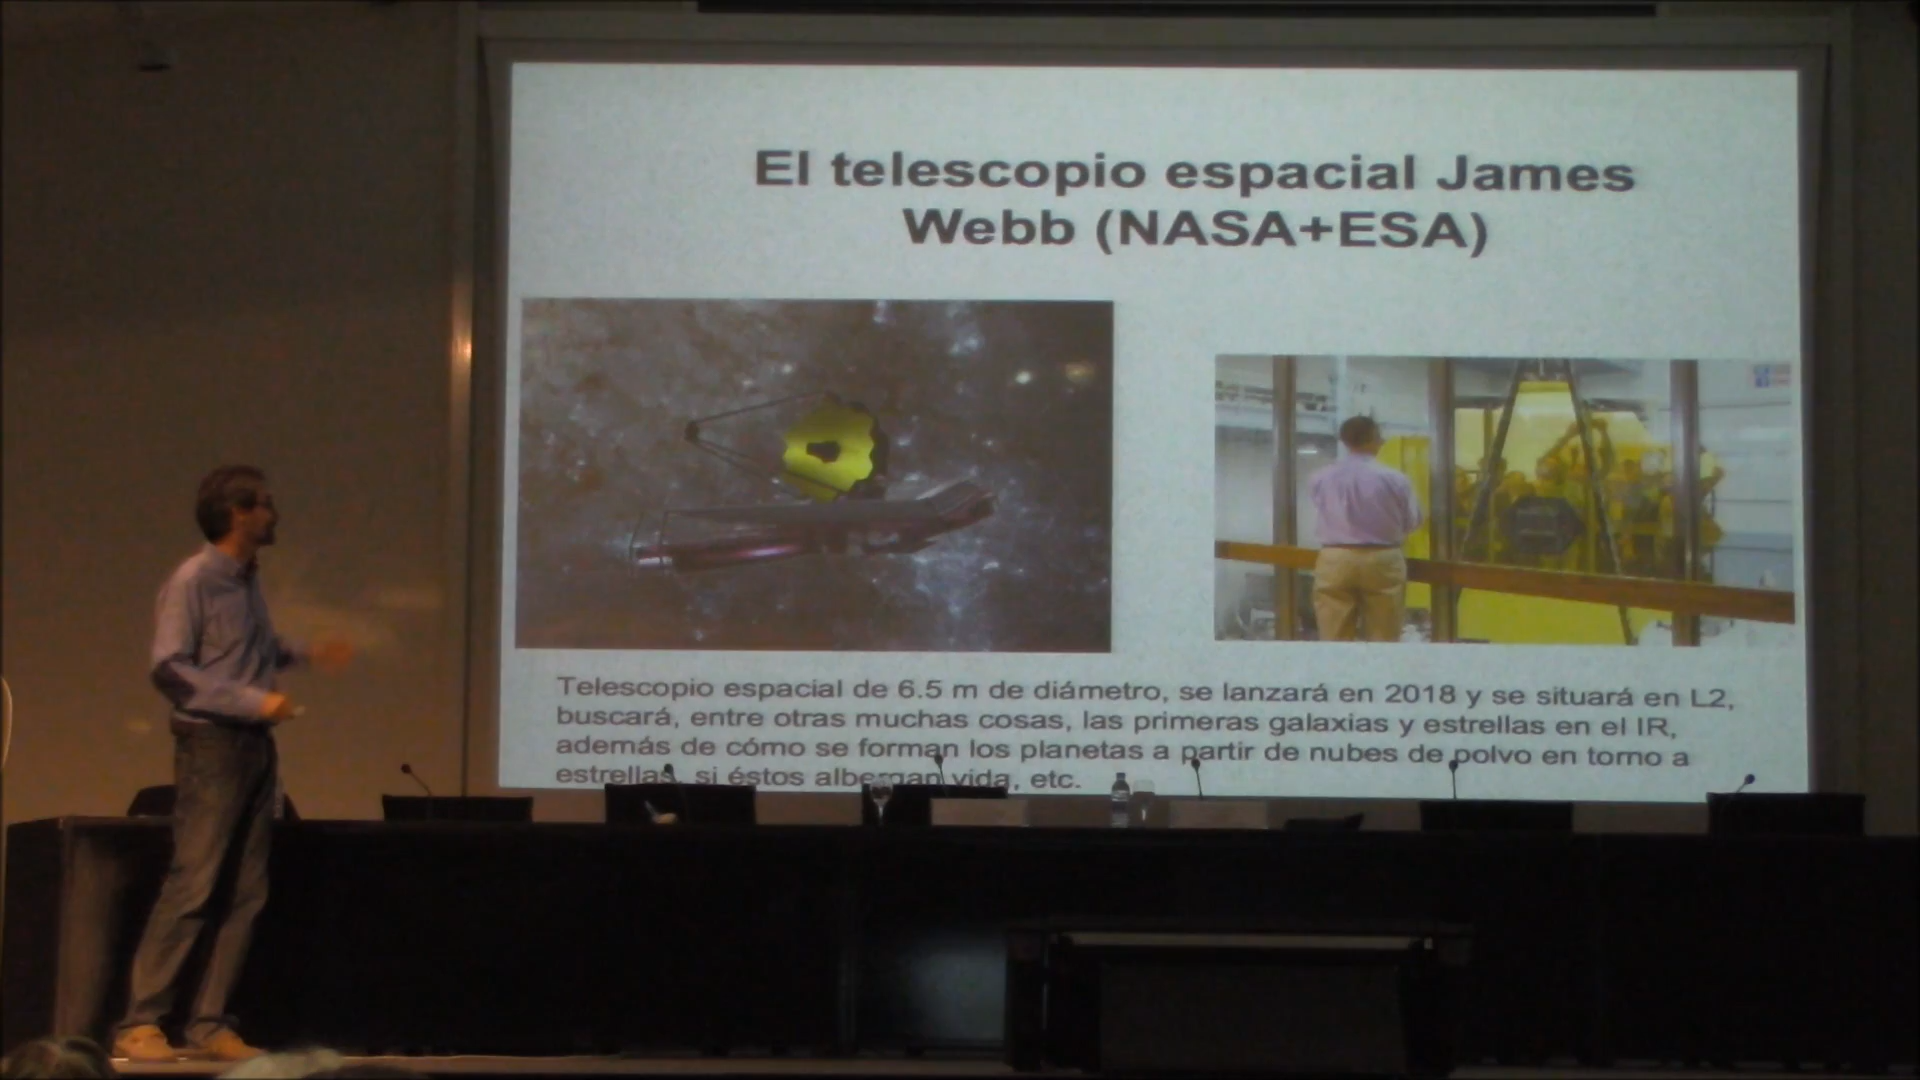 El telescopio espacial James
Webb (NASA+ESA)
Telescopio espacial de 6.5 m de diámetro, se lanzará en 2018 y se situará en L2,
buscará, entre otras muchas cosas, las primeras galaxias y estrellas en el IR,
además de cómo se forman los planetas a partir de nubes de polvo en torno a
estrellas, si éstos albergan vida, etc.